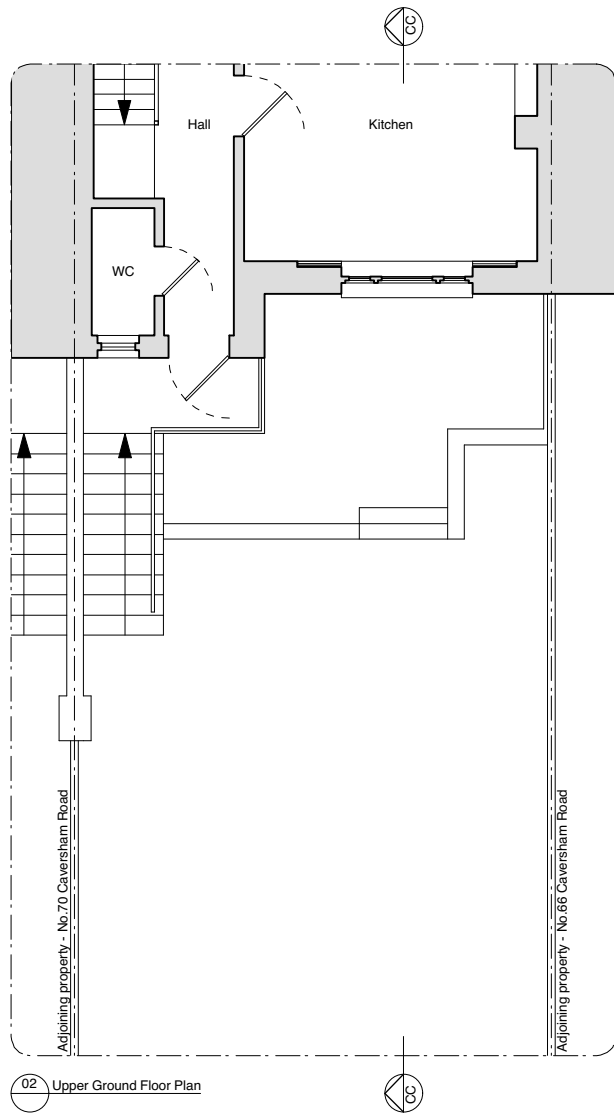 CC
Hall
Kitchen
WC
Adjoining property - No.70 Caversham Road
Adjoining property - No.66 Caversham Road
02 Upper Ground Floor Plan
CC